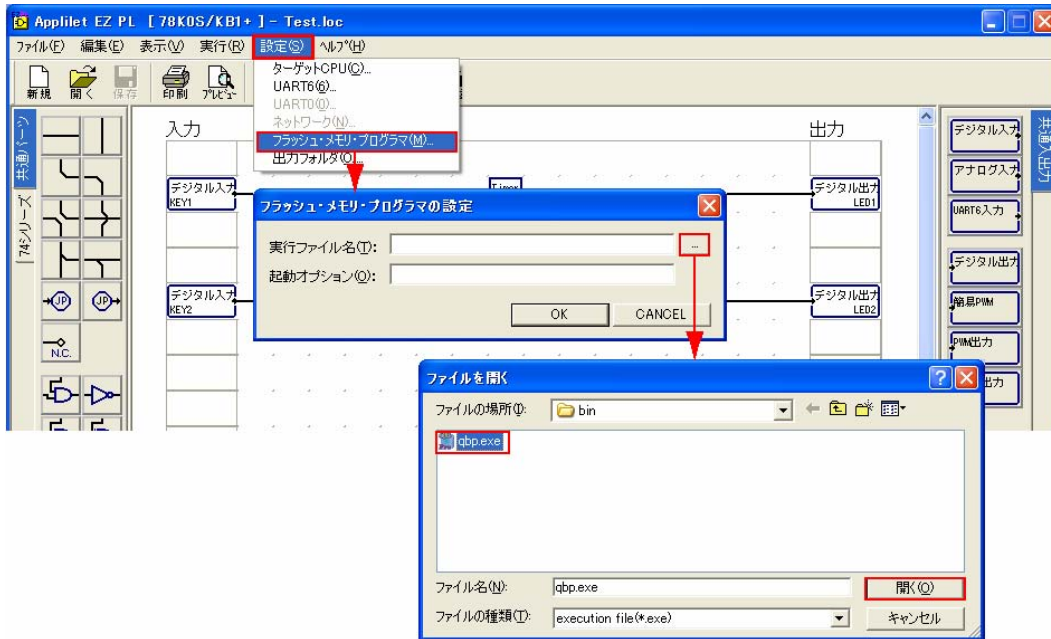 Applilet EZ PL [ 78K0S/KB1+ ] - Test.loc
ファイル(F) 編集(E) 表示(V) 実行(R) 設定(S) ヘルプ(H)
新規 開く 保存 印刷 プレビュー
ターゲットCPU(C)...
UART6(6)...
UART0(0)...
ネットワーク(N)...
フラッシュ・メモリ・プログラマ(M)...
出力フォルダ(O)...
共通パーツ
74シリーズ
JP JP
N.C.
入力
出力
デジタル入力
KEY1
Timer
デジタル出力
LED1
デジタル入力
KEY2
デジタル出力
LED2
共通入出力
デジタル入力
アナログ入力
UART6入力
デジタル出力
簡易PWM
PWM出力
出力
フラッシュ・メモリ・プログラマの設定
実行ファイル名(T):
...
起動オプション(O):
OK CANCEL
ファイルを開く
ファイルの場所(I): bin
qbp.exe
ファイル名(N): qbp.exe 開く(O)
ファイルの種類(T): execution file(*.exe) キャンセル